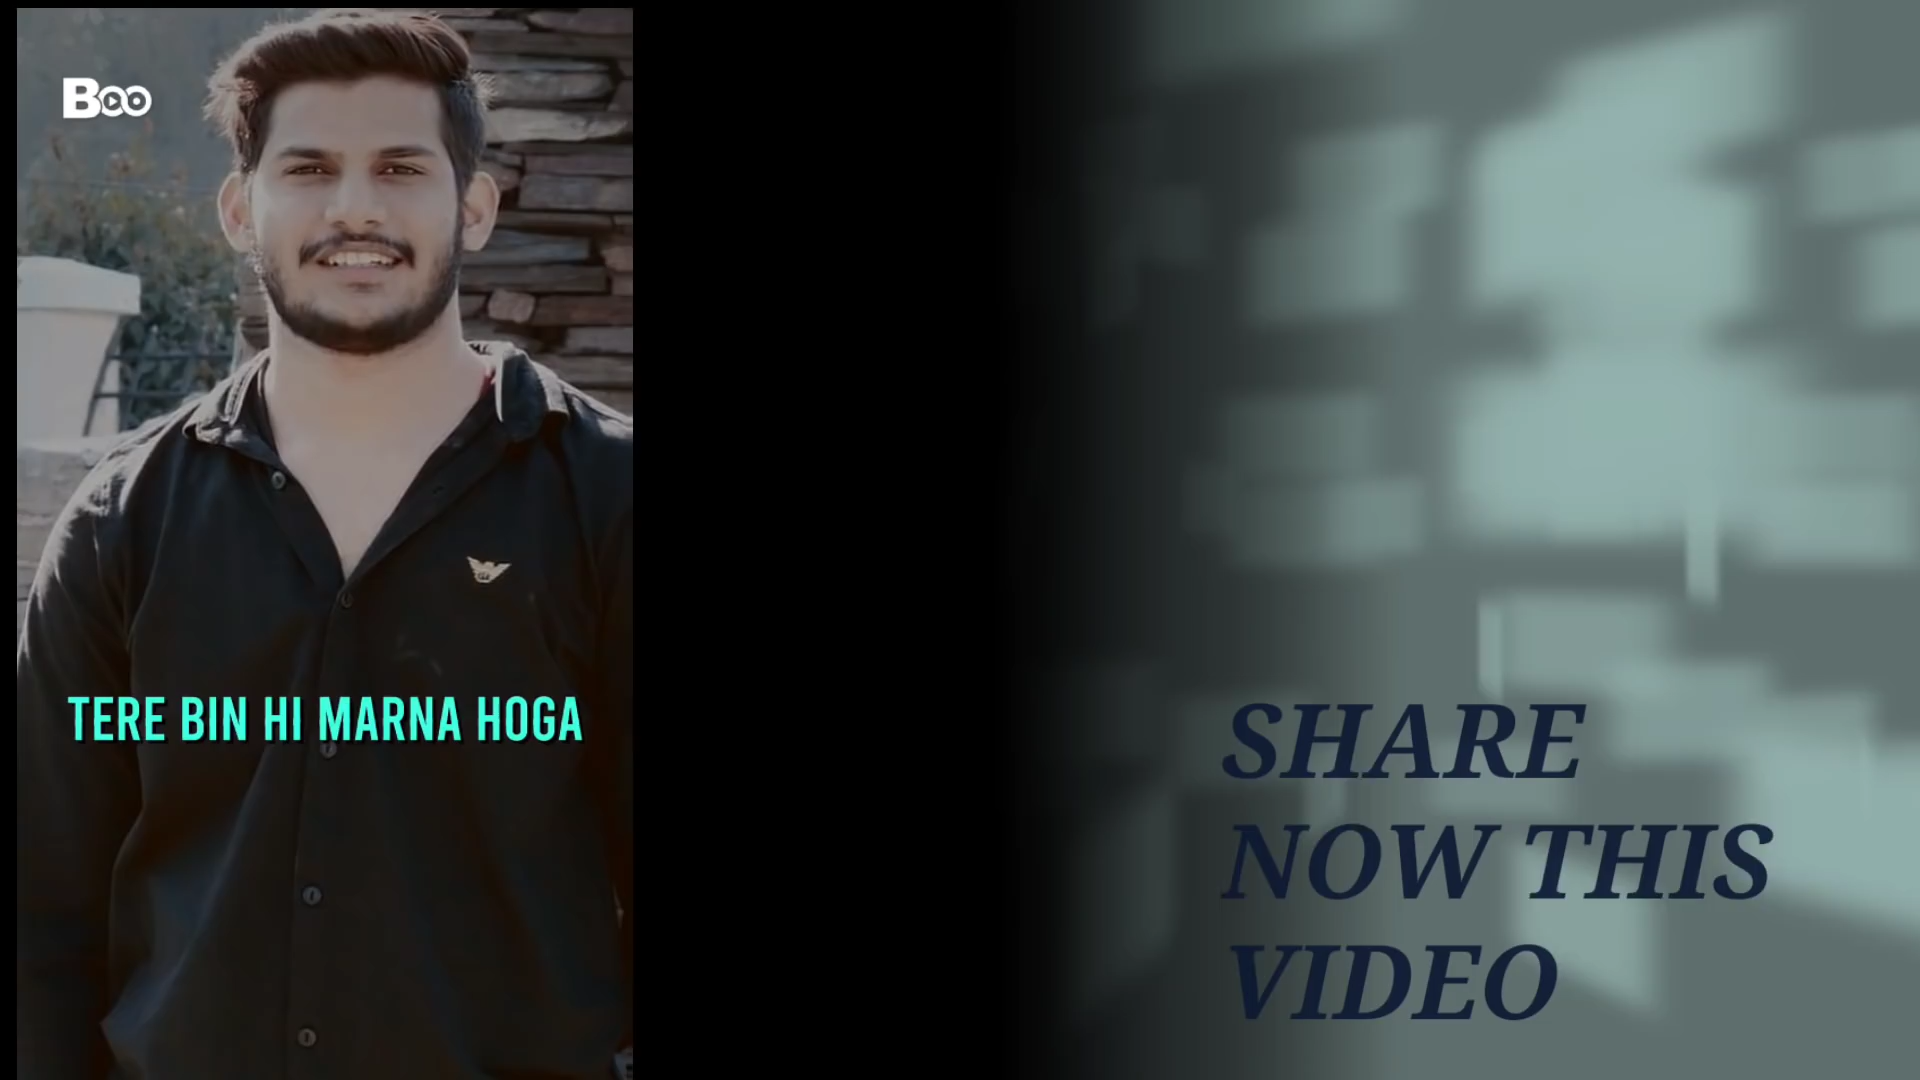 Boo
TERE BIN HI MARNA HOGA
SHARE
NOW THIS
VIDEO